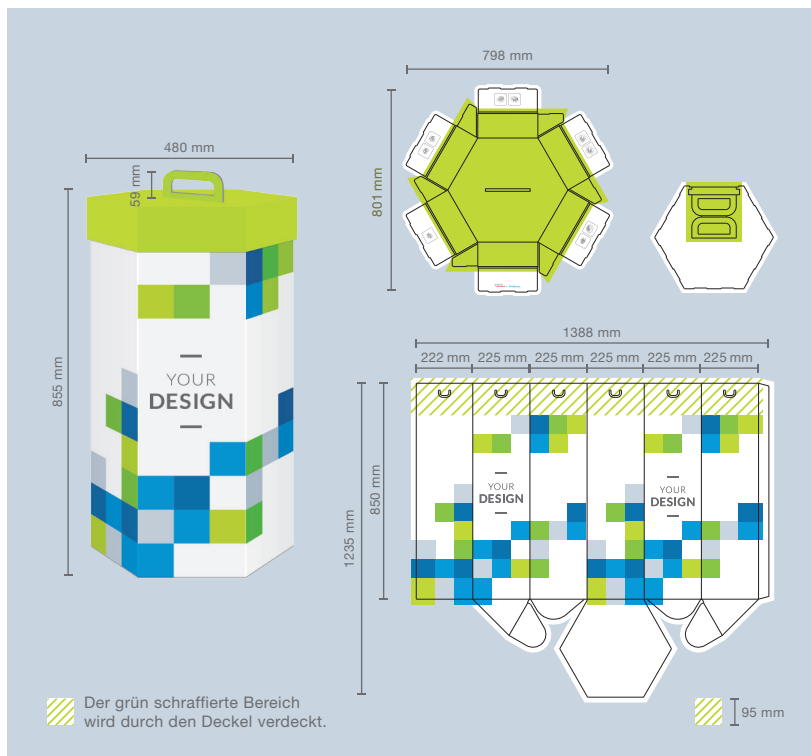 798 mm
480 mm
59 mm
801 mm
855 mm
YOUR
DESIGN
1388 mm
222 mm 225 mm 225 mm 225 mm 225 mm 225 mm
850 mm
1235 mm
YOUR
DESIGN
YOUR
DESIGN
Der grün schraffierte Bereich
wird durch den Deckel verdeckt.
95 mm